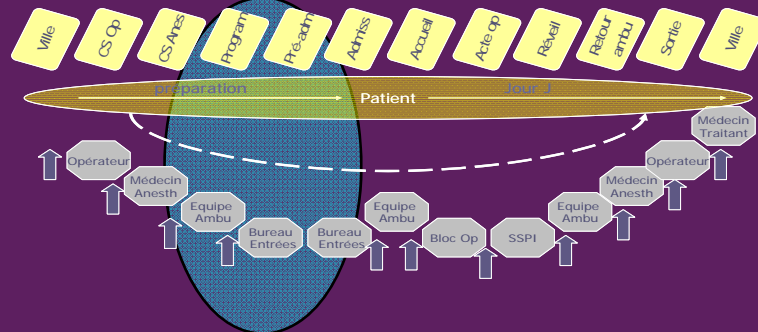 Ville
CS Op
CS Anes
Program
Pré-adm
Admiss
Accueil
Acte op
Réveil
Retour
ambu
Sortie
Ville
préparation
Patient
Jour J
Médecin
Traitant
Opérateur
Opérateur
Médecin
Anesth
Médecin
Anesth
Equipe
Ambu
Equipe
Ambu
Equipe
Ambu
Bureau
Entrées
Bureau
Entrées
Bloc Op
SSPI